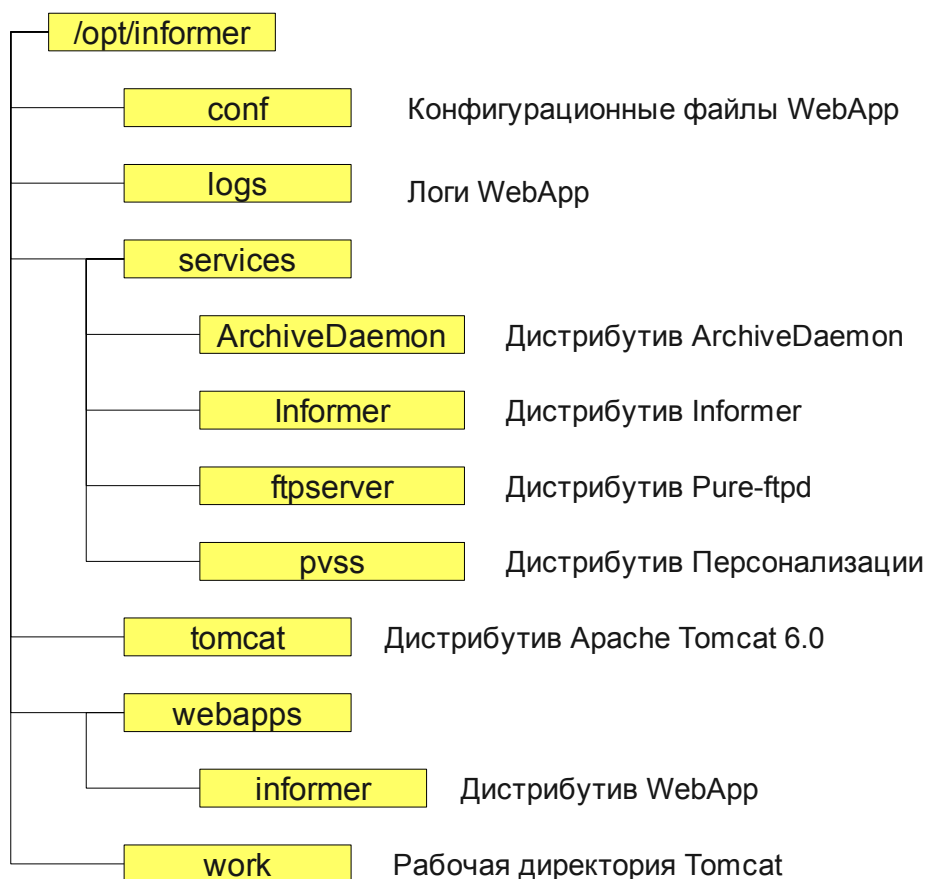 /opt/informer
conf Конфигурационные файлы WebApp
logs Логи WebApp
services
ArchiveDaemon Дистрибутив ArchiveDaemon
Informer Дистрибутив Informer
ftpserver Дистрибутив Pure-ftpd
pvss Дистрибутив Персонализации
tomcat Дистрибутив Apache Tomcat 6.0
webapps
informer Дистрибутив WebApp
work Рабочая директория Tomcat